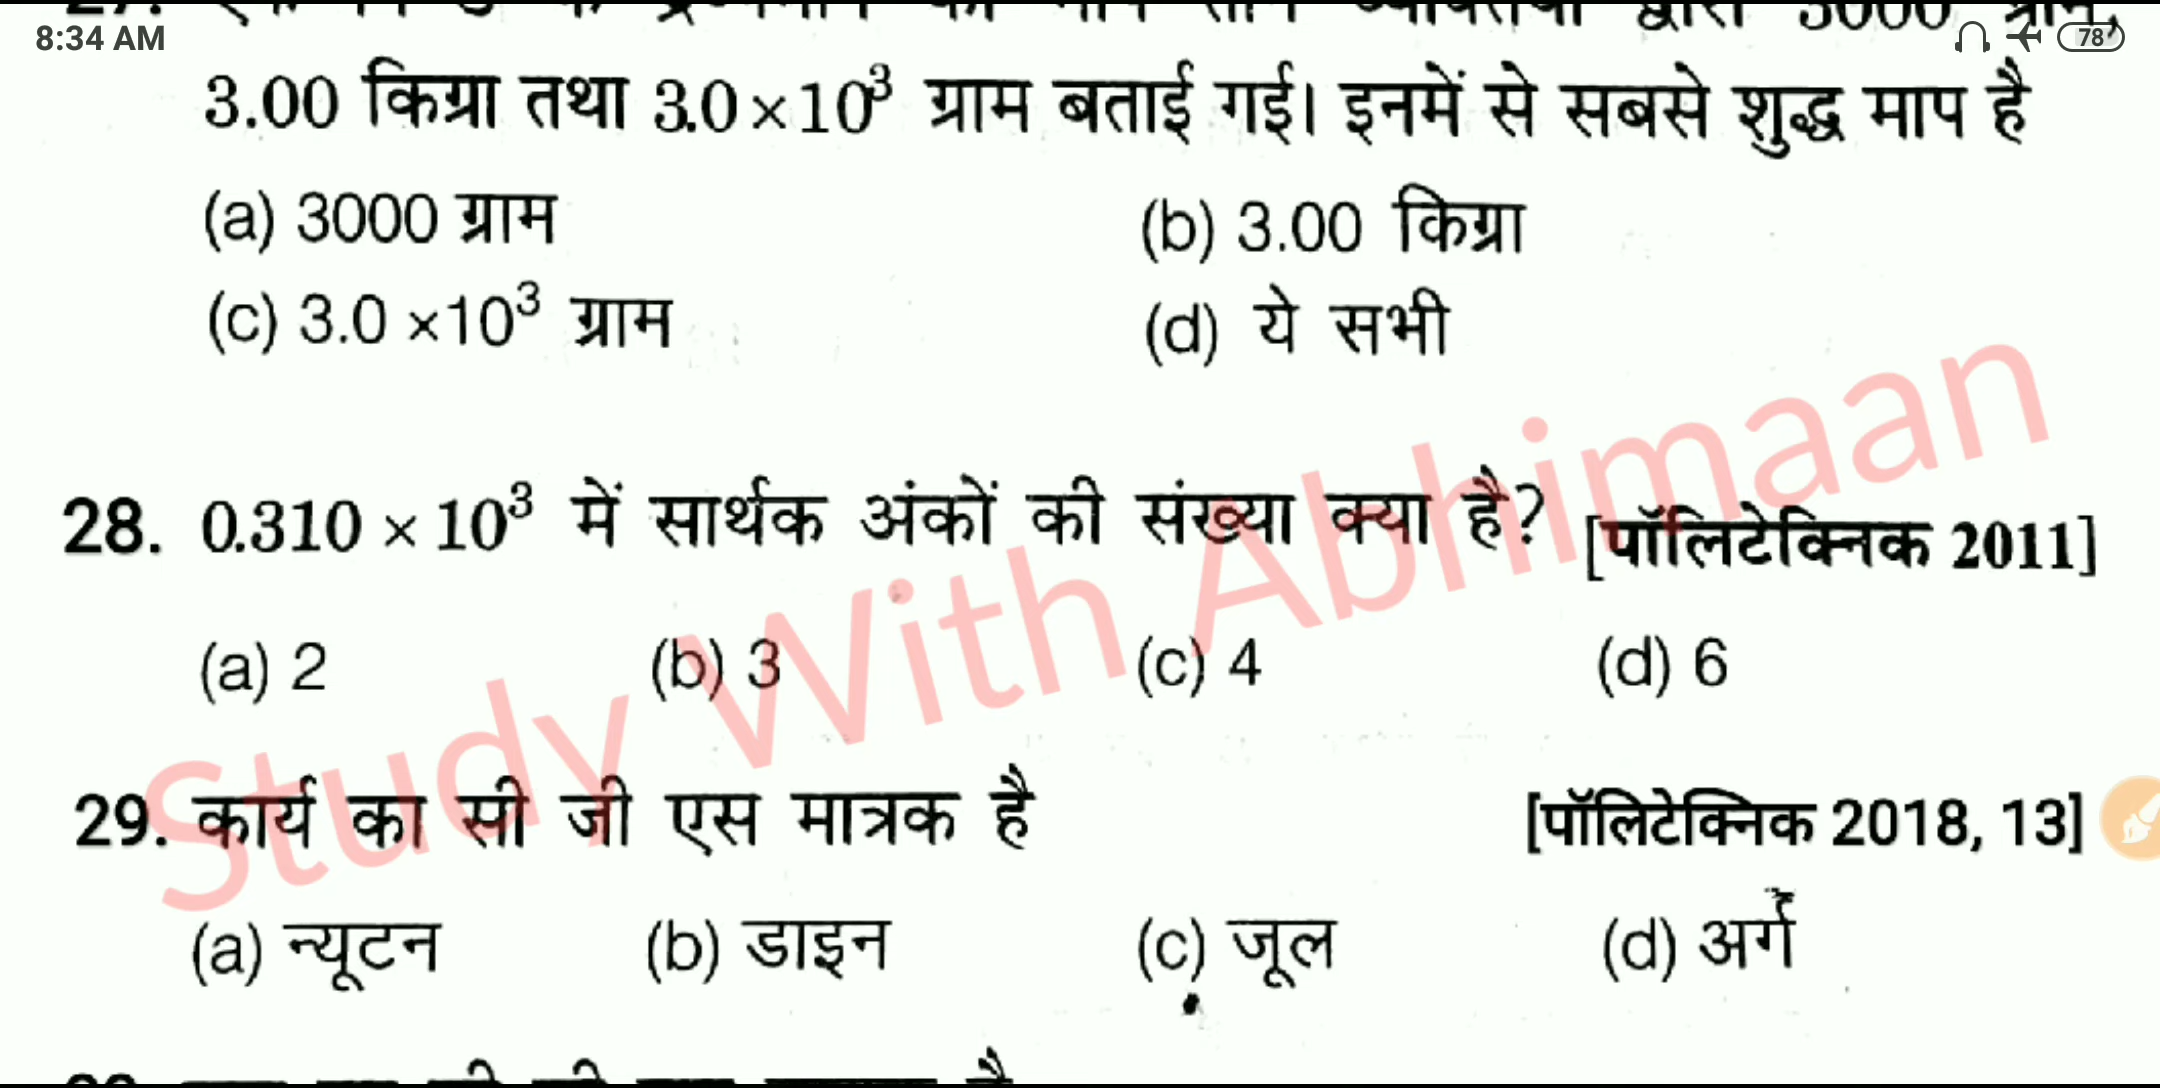 8:34 AM
78
3.00 किग्रा तथा 3.0×10³ ग्राम बताई गई। इनमें से सबसे शुद्ध माप है
(a) 3000 ग्राम (b) 3.00 किग्रा
(c) 3.0 ×10³ ग्राम (d) ये सभी
28. 0.310 × 10³ में सार्थक अंकों की संख्या क्या है? [पॉलिटेक्निक 2011]
(a) 2 (b) 3 (c) 4 (d) 6
29. कार्य का सी जी एस मात्रक है [पॉलिटेक्निक 2018, 13]
(a) न्यूटन (b) डाइन (c) जूल (d) अर्ग
Study With Abhimaan